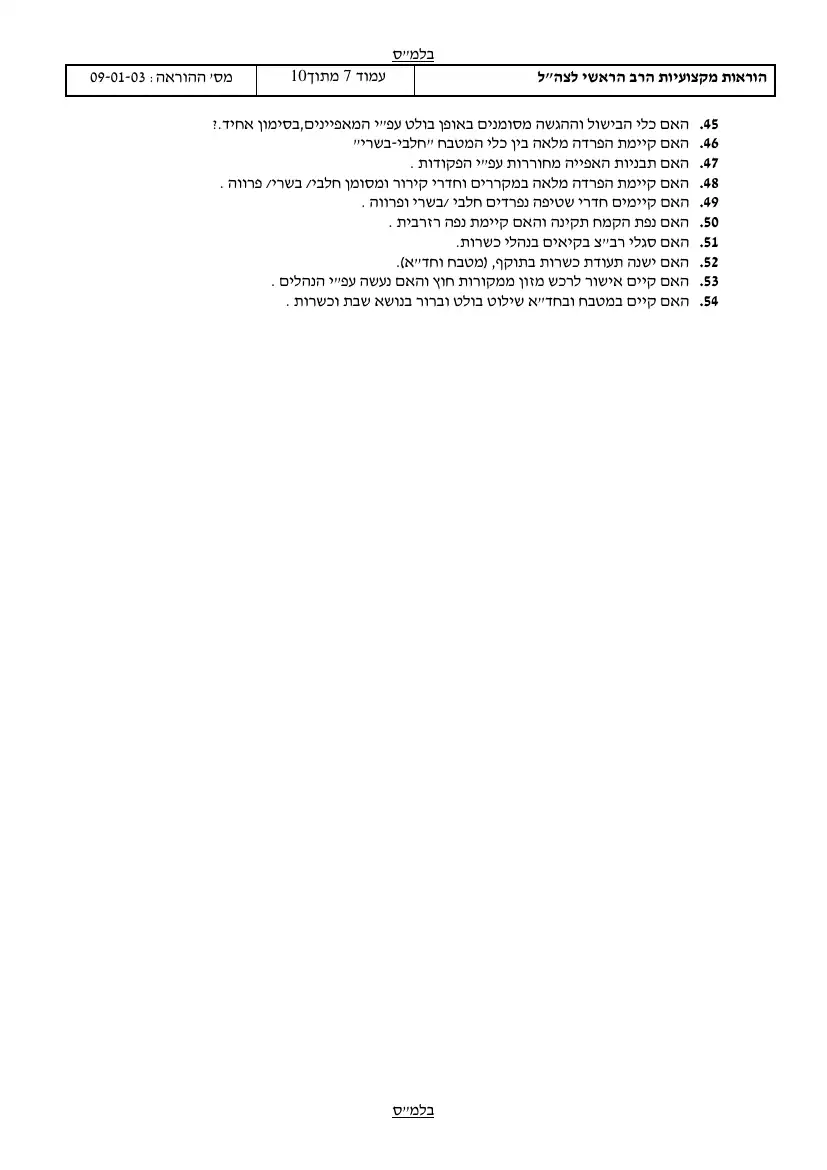 בלמ״ס
הוראות מקצועיות הרב הראשי לצה״ל עמוד 7 מתוך10 מס׳ ההוראה : 09-01-03
45. האם כלי הבישול וההגשה מסומנים באופן בולט עפ״י המאפיינים,בסימון אחיד.?
46. האם קיימת הפרדה מלאה בין כלי המטבח ״חלבי-בשרי״
47. האם תבניות האפייה מחוררות עפ״י הפקודות .
48. האם קיימת הפרדה מלאה במקררים וחדרי קירור ומסומן חלבי/ בשרי/ פרווה .
49. האם קיימים חדרי שטיפה נפרדים חלבי /בשרי ופרווה .
50. האם נפת הקמח תקינה והאם קיימת נפה רזרבית .
51. האם סגלי רב״צ בקיאים בנהלי כשרות.
52. האם ישנה תעודת כשרות בתוקף, (מטבח וחד״א).
53. האם קיים אישור לרכש מזון ממקורות חוץ והאם נעשה עפ״י הנהלים .
54. האם קיים במטבח ובחד״א שילוט בולט וברור בנושא שבת וכשרות .
בלמ״ס